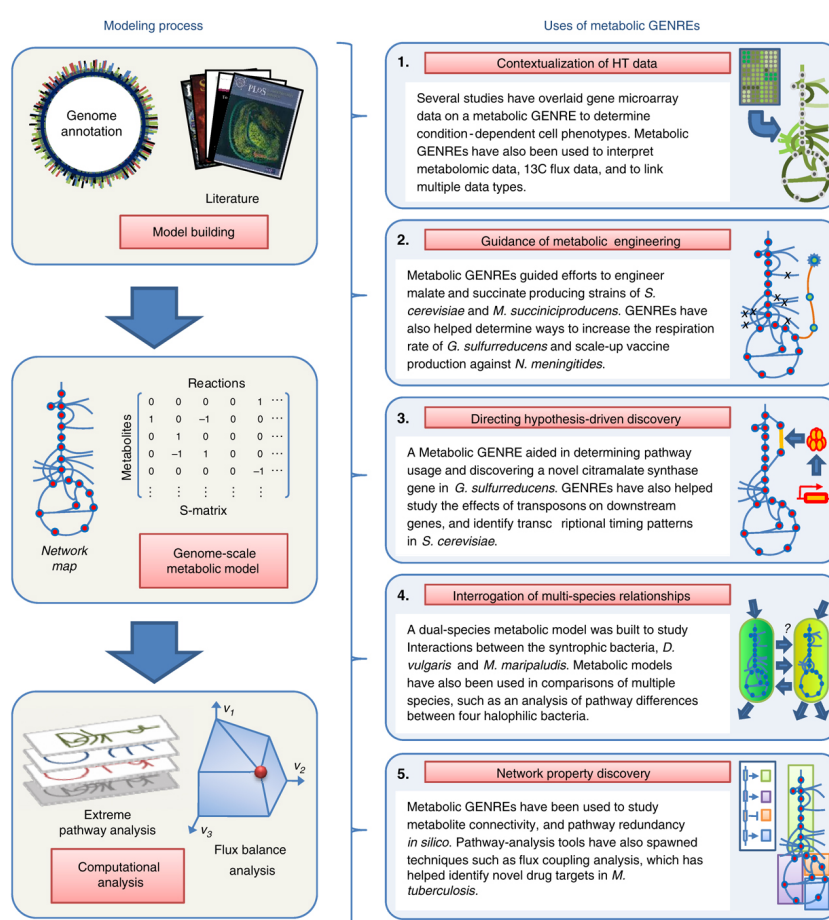 Modeling process
Genome
annotation
PLoS
Literature
Model building
Reactions
Metabolites
0 0 0 0 1 ···
1 0 −1 0 0 ···
0 1 0 0 0 ···
0 −1 1 0 0 ···
0 0 0 0 −1 ···
⋮ ⋮ ⋮ ⋮ ⋮
S-matrix
Network
map
Genome-scale
metabolic model
v1
v2
v3
Extreme
pathway analysis
Flux balance
analysis
Computational
analysis
Uses of metabolic GENREs
1. Contextualization of HT data
Several studies have overlaid gene microarray
data on a metabolic GENRE to determine
condition-dependent cell phenotypes. Metabolic
GENREs have also been used to interpret
metabolomic data, 13C flux data, and to link
multiple data types.
2. Guidance of metabolic engineering
Metabolic GENREs guided efforts to engineer
malate and succinate producing strains of S.
cerevisiae and M. succiniciproducens. GENREs have
also helped determine ways to increase the respiration
rate of G. sulfurreducens and scale-up vaccine
production against N. meningitides.
x
x x
x x
x x
3. Directing hypothesis-driven discovery
A Metabolic GENRE aided in determining pathway
usage and discovering a novel citramalate synthase
gene in G. sulfurreducens. GENREs have also helped
study the effects of transposons on downstream
genes, and identify transc riptional timing patterns
in S. cerevisiae.
4. Interrogation of multi-species relationships
A dual-species metabolic model was built to study
Interactions between the syntrophic bacteria, D.
vulgaris and M. maripaludis. Metabolic models
have also been used in comparisons of multiple
species, such as an analysis of pathway differences
between four halophilic bacteria.
?
5. Network property discovery
Metabolic GENREs have been used to study
metabolite connectivity, and pathway redundancy
in silico. Pathway-analysis tools have also spawned
techniques such as flux coupling analysis, which has
helped identify novel drug targets in M.
tuberculosis.